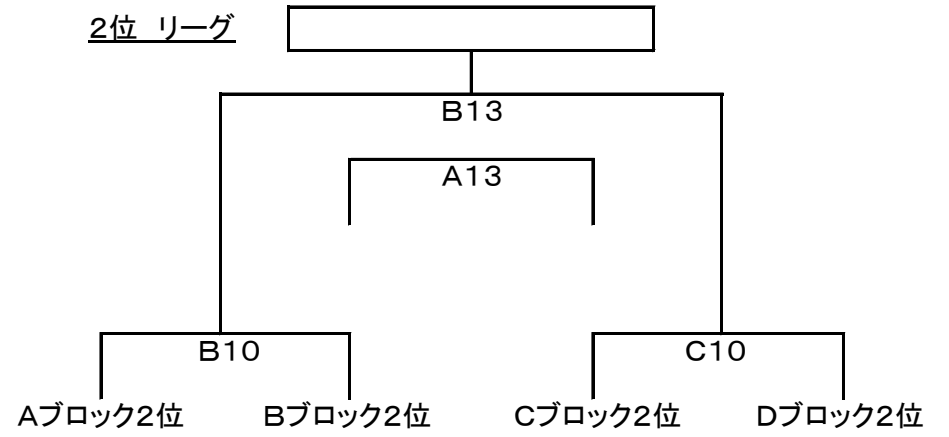 ２位　リーグ
B13
A13
B10
C10
Aブロック２位
Bブロック２位
Cブロック２位
Dブロック２位